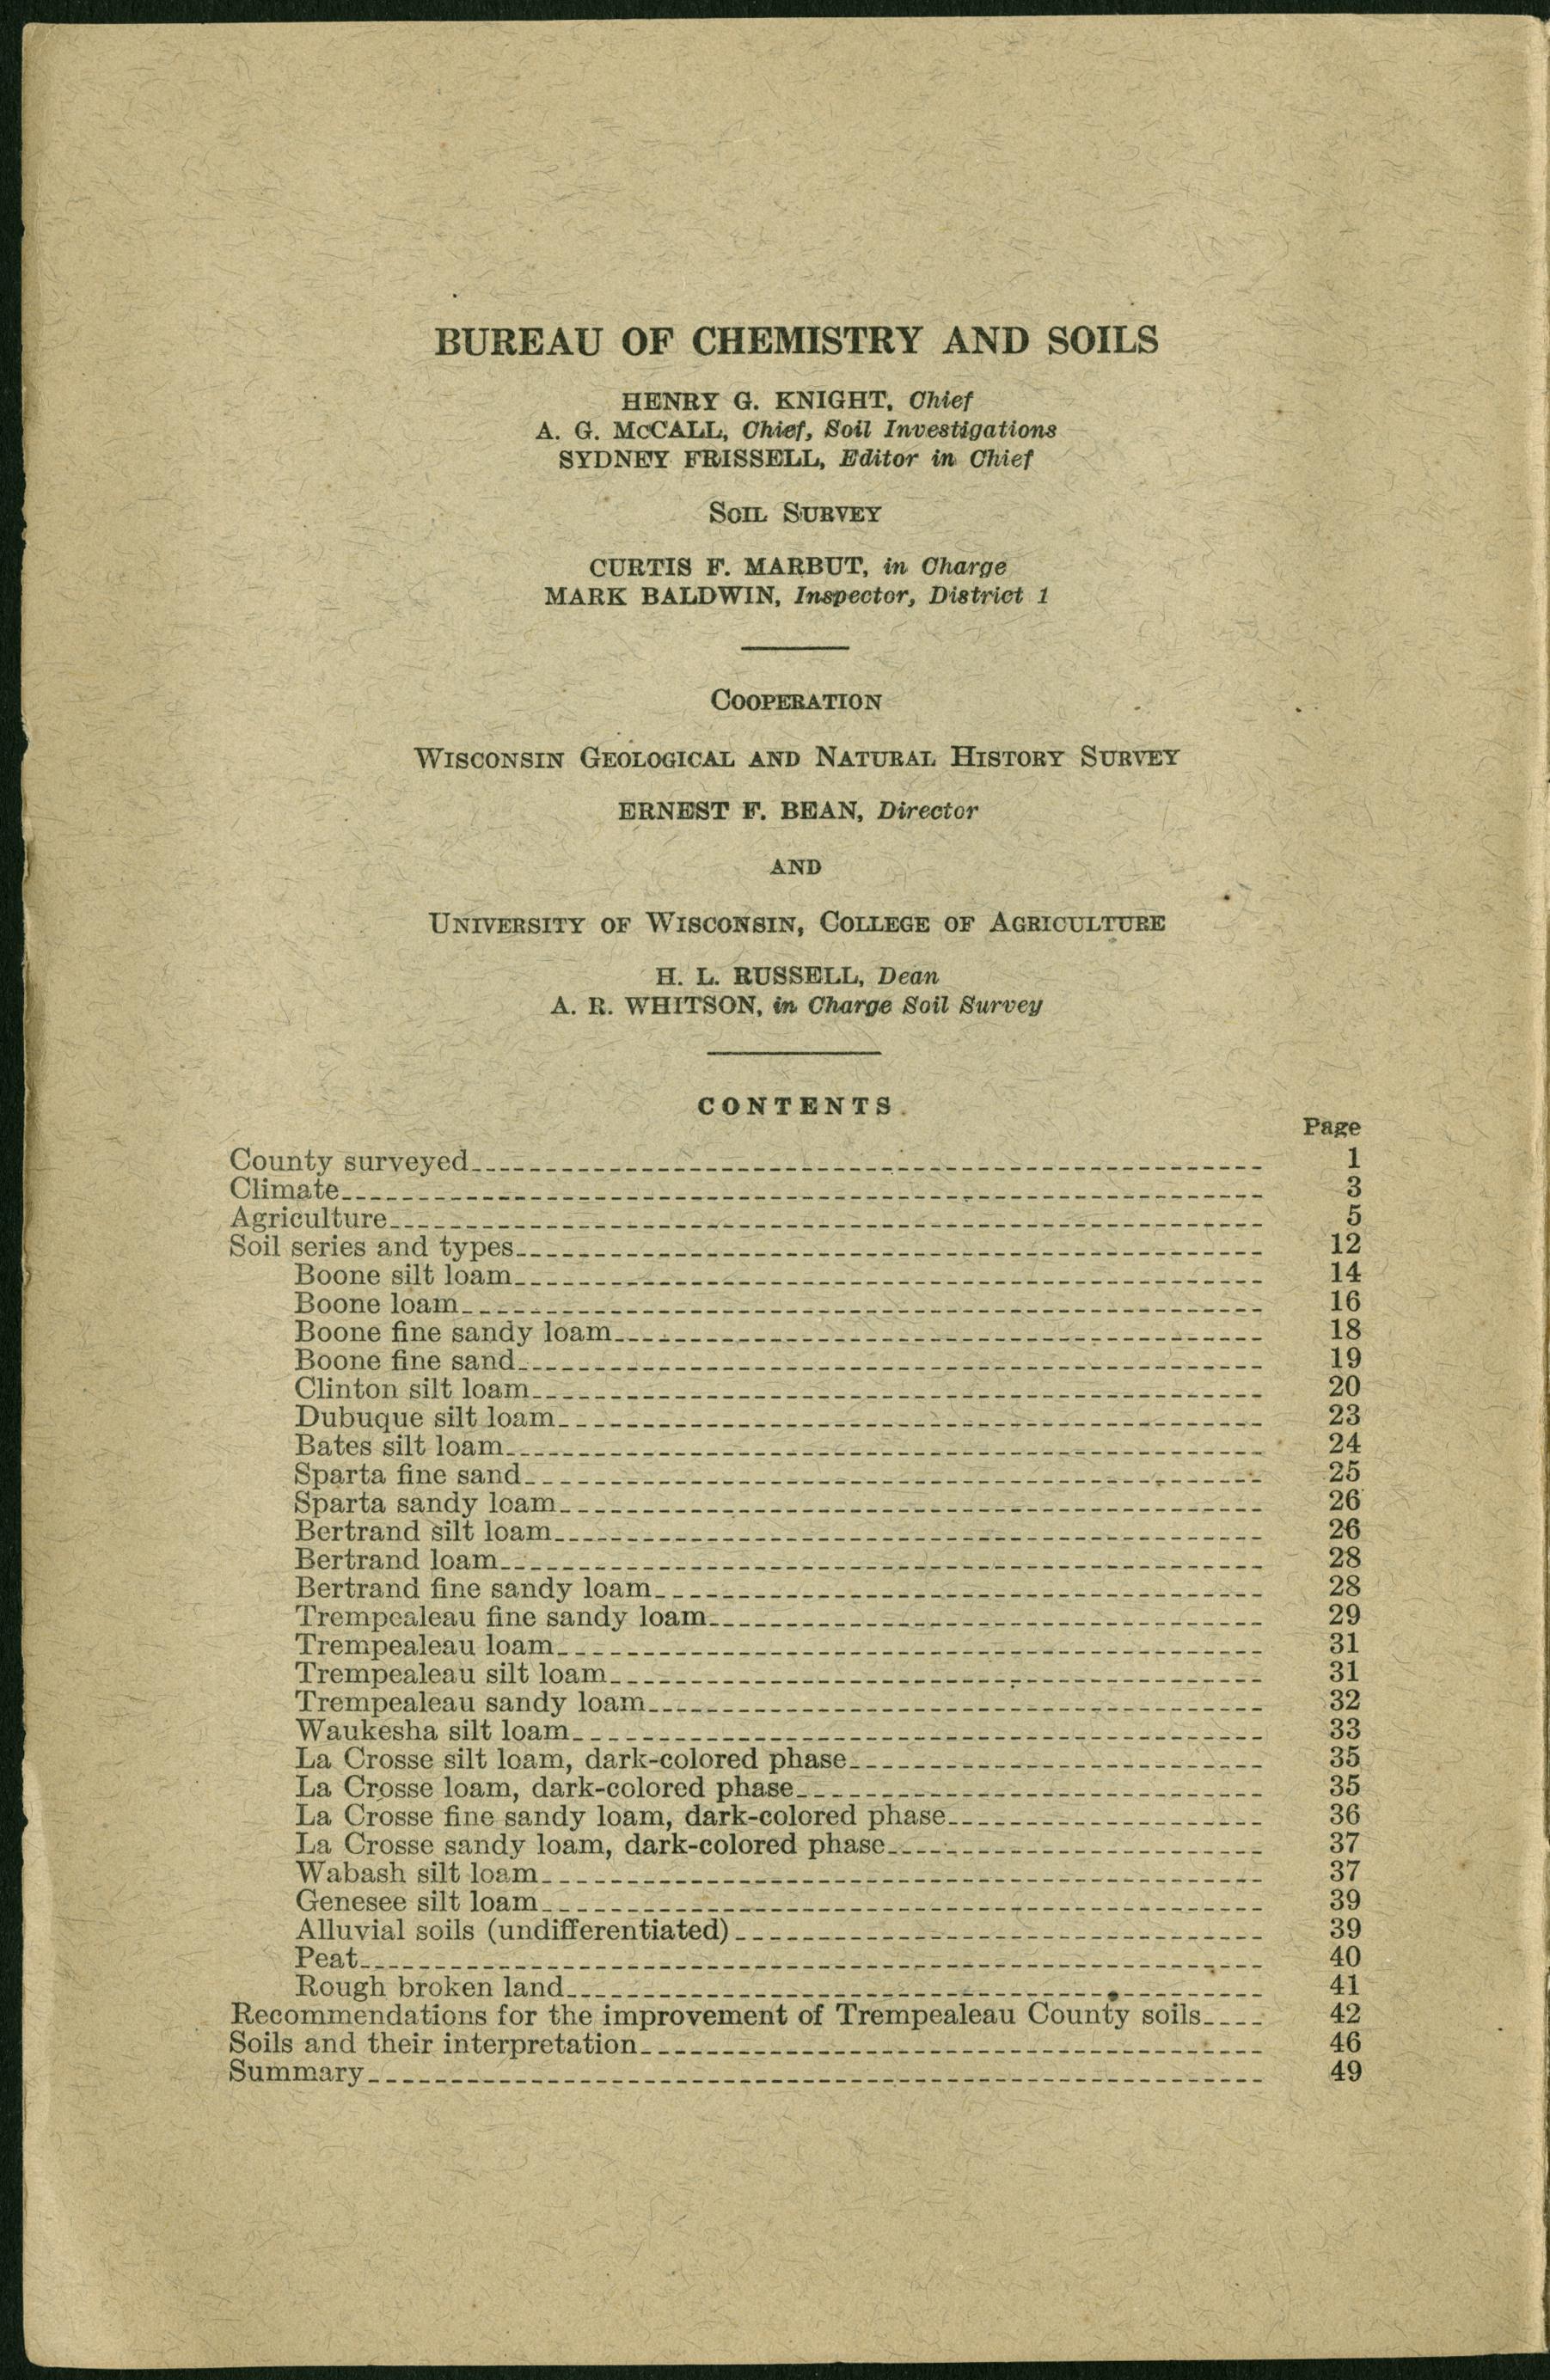 BUREAU OF CHEMISTRY AND SOILS
HENRY G. KNIGHT, Chief
A. G. McCALL, Chief, Soil Investigations
SYDNEY FRISSELL, Editor in Chief
SOIL SURVEY
CURTIS F. MARBUT, in Charge
MARK BALDWIN, Inspector, District 1
COOPERATION
WISCONSIN GEOLOGICAL AND NATURAL HISTORY SURVEY
ERNEST F. BEAN, Director
AND
UNIVERSITY OF WISCONSIN, COLLEGE OF AGRICULTURE
H. L. RUSSELL, Dean
A. R. WHITSON, in Charge Soil Survey
CONTENTS
Page
County surveyed 1
Climate 3
Agriculture 5
Soil series and types 12
Boone silt loam 14
Boone loam 16
Boone fine sandy loam 18
Boone fine sand 19
Clinton silt loam 20
Dubuque silt loam 23
Bates silt loam 24
Sparta fine sand 25
Sparta sandy loam 26
Bertrand silt loam 26
Bertrand loam 28
Bertrand fine sandy loam 28
Trempealeau fine sandy loam 29
Trempealeau loam 31
Trempealeau silt loam 31
Trempealeau sandy loam 32
Waukesha silt loam 33
La Crosse silt loam, dark-colored phase 35
La Crosse loam, dark-colored phase 35
La Crosse fine sandy loam, dark-colored phase 36
La Crosse sandy loam, dark-colored phase 37
Wabash silt loam 37
Genesee silt loam 39
Alluvial soils (undifferentiated) 39
Peat 40
Rough broken land 41
Recommendations for the improvement of Trempealeau County soils 42
Soils and their interpretation 46
Summary 49